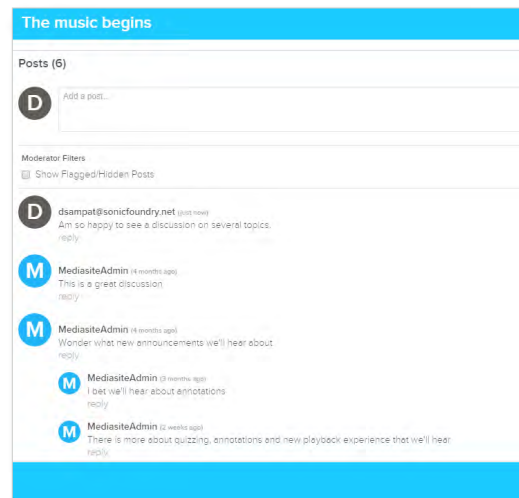 The music begins
Posts (6)
D
Add a post...
Moderator Filters
Show Flagged/Hidden Posts
D
dsampat@sonicfoundry.net (just now)
Am so happy to see a discussion on several topics.
reply
M
MediasiteAdmin (4 months ago)
This is a great discussion
reply
M
MediasiteAdmin (4 months ago)
Wonder what new announcements we'll hear about.
reply
M
MediasiteAdmin (3 months ago)
I bet we'll hear about annotations
reply
M
MediasiteAdmin (2 weeks ago)
There is more about quizzing, annotations and new playback experience that we'll hear
reply